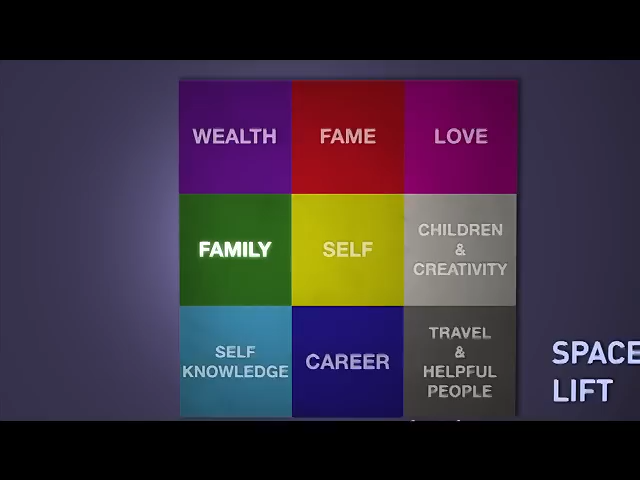 WEALTH
FAME
LOVE
FAMILY
SELF
CHILDREN
&
CREATIVITY
SELF
KNOWLEDGE
CAREER
TRAVEL
&
HELPFUL
PEOPLE
SPACE
LIFT